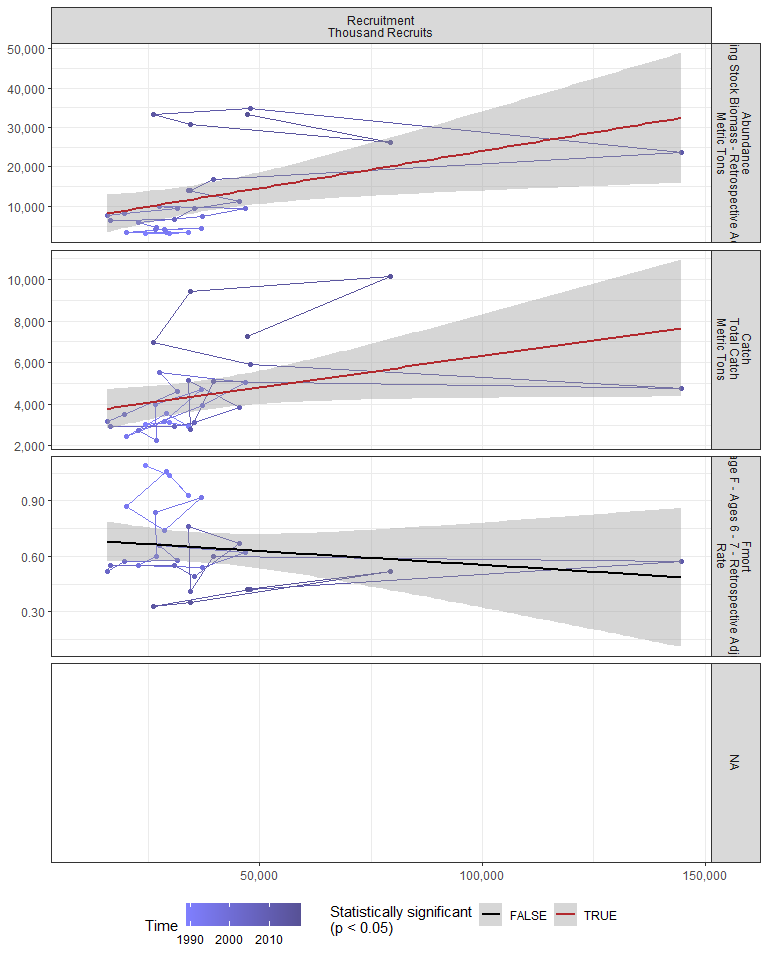 Recruitment
Thousand Recruits
50,000
40,000
30,000
20,000
10,000
Abundance
ing Stock Biomass - Retrospective
Metric Tons
10,000
8,000
6,000
4,000
2,000
Catch
Total Catch
Metric Tons
0.90
0.60
0.30
Fmort
age F - Ages 6 - 7 - Retrospective Adj
Rate
NA
50,000
100,000
150,000
Time
1990 2000 2010
Statistically significant
(p < 0.05)
FALSE
TRUE